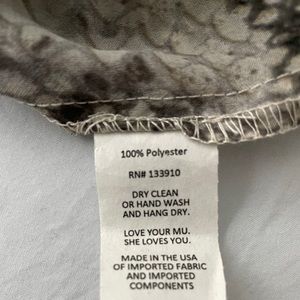 100% Polyester
RN# 133910
DRY CLEAN
OR HAND WASH
AND HANG DRY.
LOVE YOUR MU.
SHE LOVES YOU.
MADE IN THE USA
OF IMPORTED FABRIC
AND IMPORTED
COMPONENTS